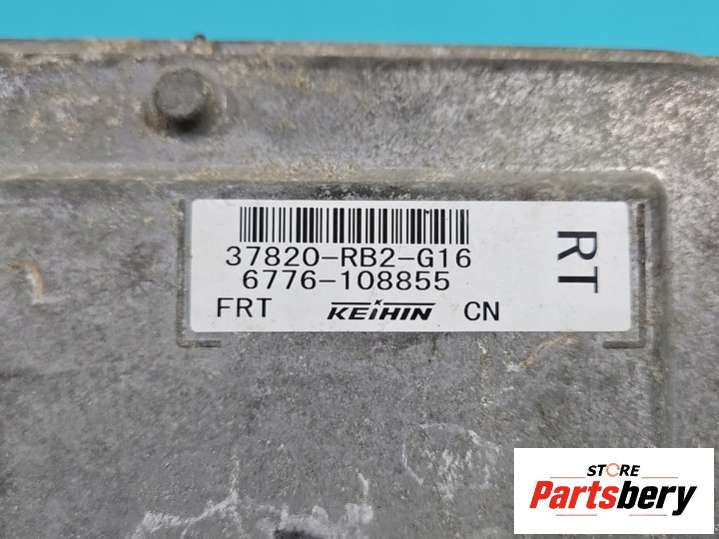 37820-RB2-G16
6776-108855
FRT KEIHIN CN
RT
STORE
Partsbery